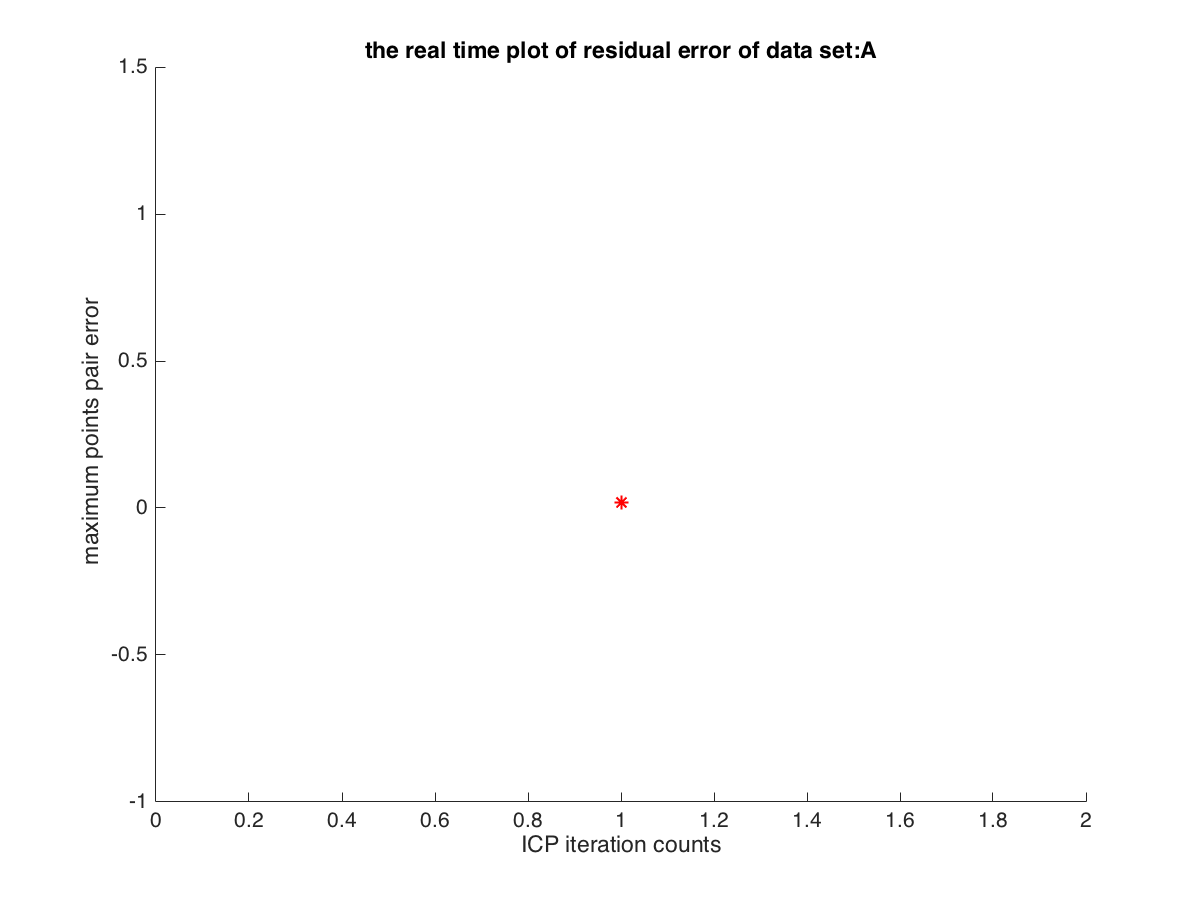 the real time plot of residual error of data set:A
1.5
1
0.5
0
-0.5
-1
maximum points pair error
0 0.2 0.4 0.6 0.8 1 1.2 1.4 1.6 1.8 2
ICP iteration counts